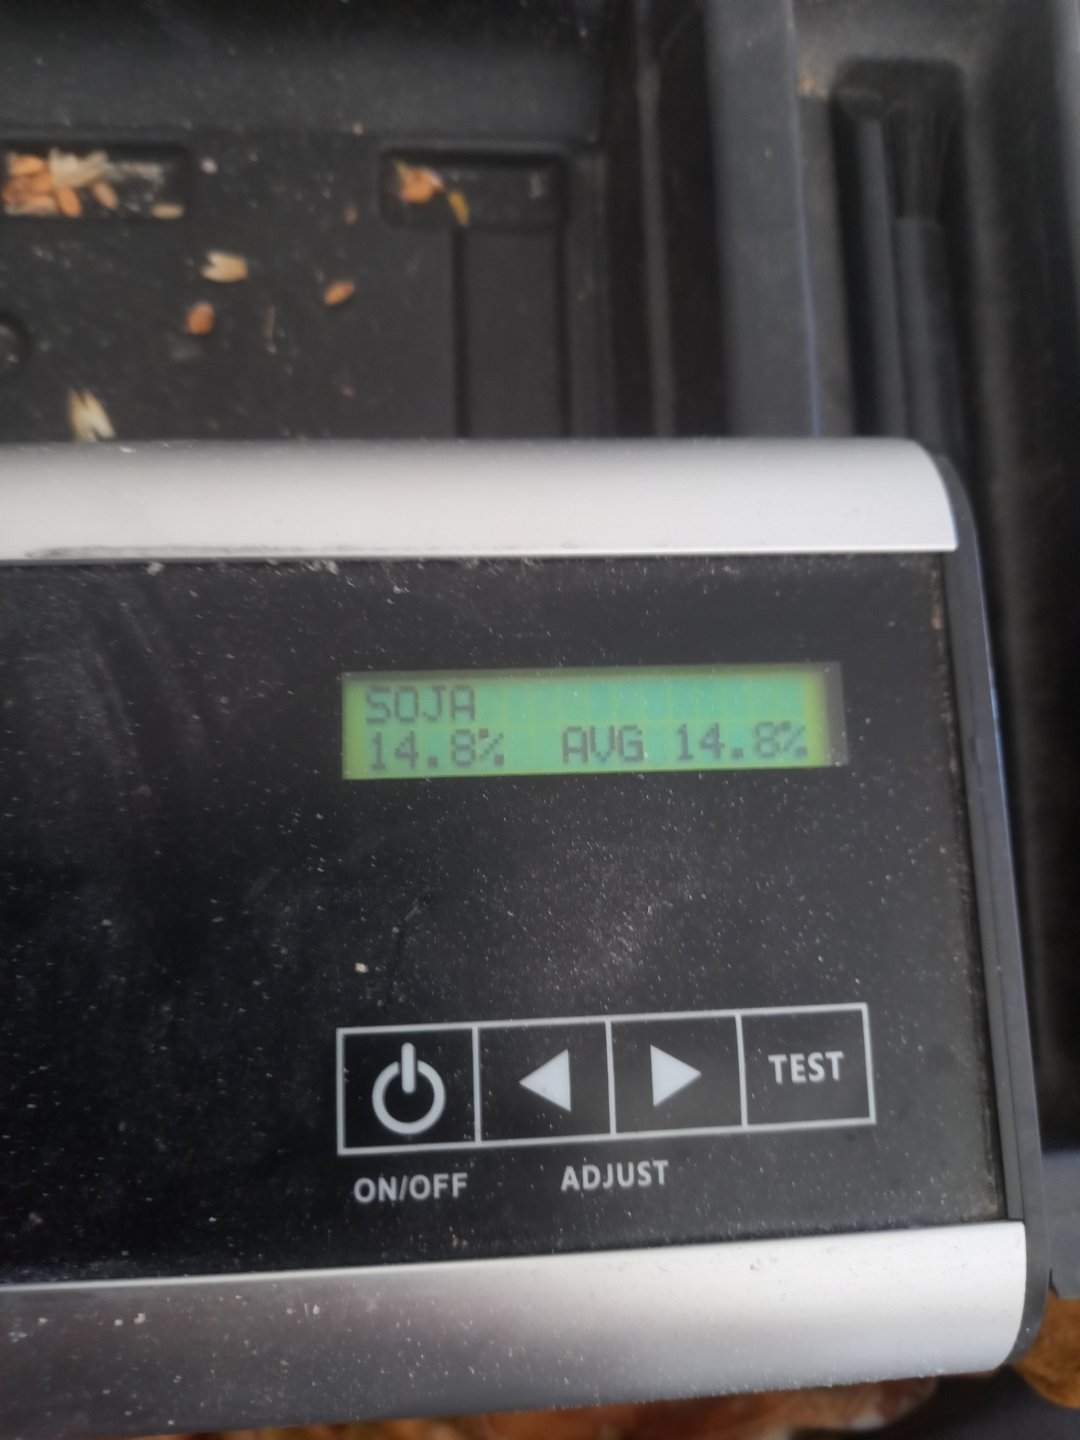 SOJA
14.8% AVG 14.8%
TEST
ON/OFF ADJUST